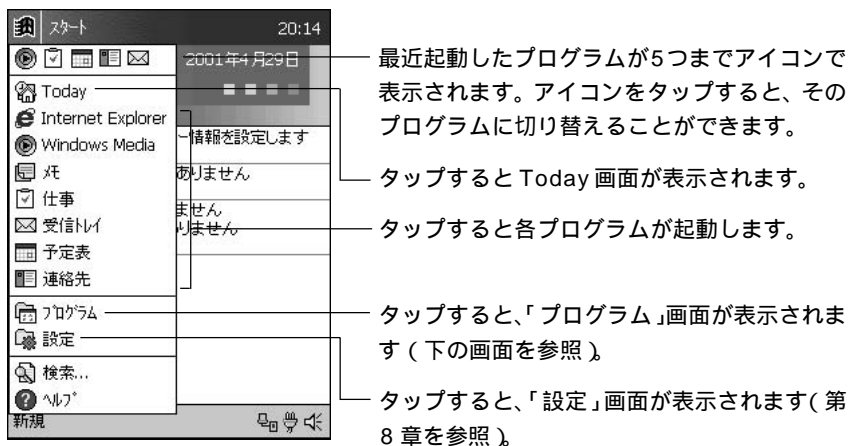 スタート 20:14
2001年4月29日
Today
Internet Explorer
Windows Media
ー情報を設定します
メモ
ありません
仕事
ません
受信トレイ
りません
予定表
連絡先
プログラム
設定
検索...
ヘルプ
新規
最近起動したプログラムが5つまでアイコンで
表示されます。アイコンをタップすると、その
プログラムに切り替えることができます。
タップすると Today 画面が表示されます。
タップすると各プログラムが起動します。
タップすると、「プログラム」画面が表示されま
す(下の画面を参照)。
タップすると、「設定」画面が表示されます(第
8 章を参照)。